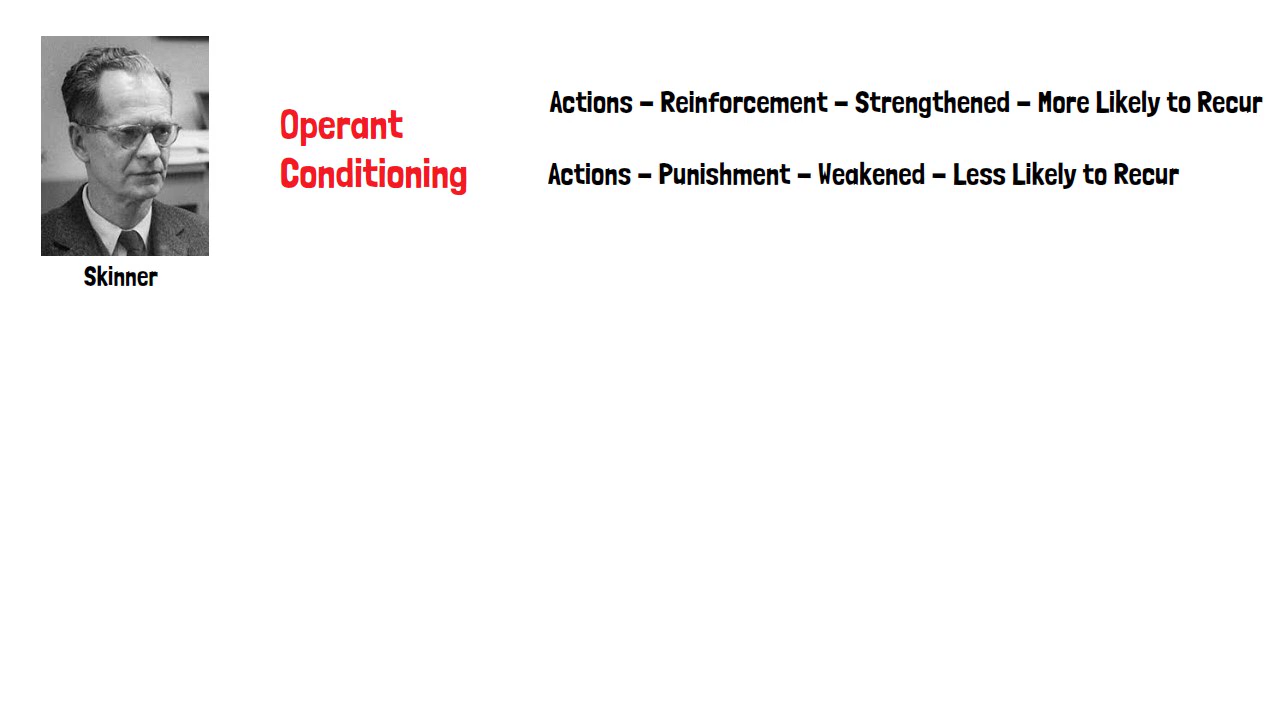 Operant
Conditioning
Actions – Reinforcement – Strengthened – More Likely to Recur
Actions – Punishment – Weakened – Less Likely to Recur
Skinner